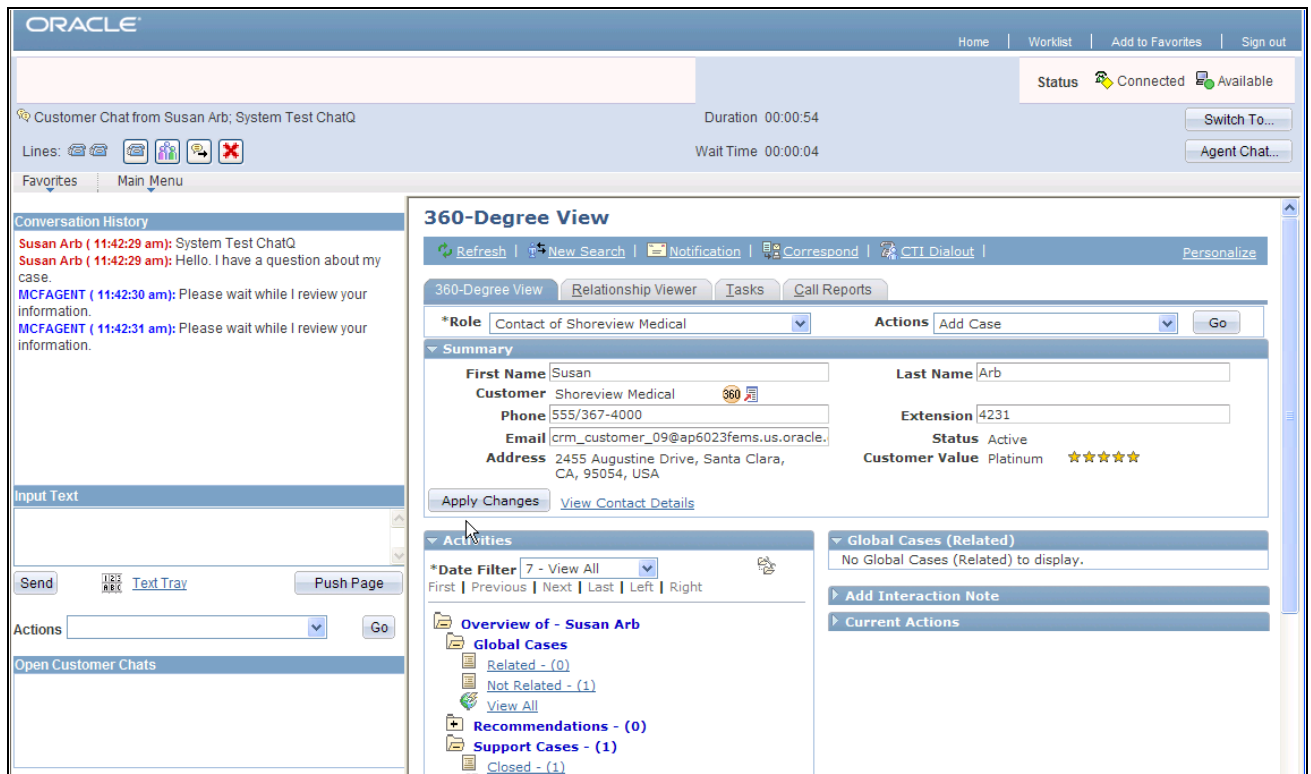 ORACLE
Home | Worklist | Add to Favorites | Sign out
Status Connected Available
Customer Chat from Susan Arb; System Test ChatQ Duration 00:00:54 Switch To...
Lines: Wait Time 00:00:04 Agent Chat...
Favorites Main Menu
Conversation History
Susan Arb ( 11:42:29 am): System Test ChatQ
Susan Arb ( 11:42:29 am): Hello. I have a question about my
case.
MCFAGENT ( 11:42:30 am): Please wait while I review your
information.
MCFAGENT ( 11:42:31 am): Please wait while I review your
information.
Input Text
Send Text Tray Push Page
Actions Go
Open Customer Chats
360-Degree View
Refresh | New Search | Notification | Correspond | CTI Dialout | Personalize
360-Degree View Relationship Viewer Tasks Call Reports
*Role Contact of Shoreview Medical Actions Add Case Go
Summary
First Name Susan Last Name Arb
Customer Shoreview Medical 360
Phone 555/367-4000 Extension 4231
Email crm_customer_09@ap6023fems.us.oracle. Status Active
Address 2455 Augustine Drive, Santa Clara, Customer Value Platinum
CA, 95054, USA
Apply Changes View Contact Details
Activities
*Date Filter 7 - View All
First | Previous | Next | Last | Left | Right
Overview of - Susan Arb
Global Cases
Related - (0)
Not Related - (1)
View All
Recommendations - (0)
Support Cases - (1)
Closed - (1)
Global Cases (Related)
No Global Cases (Related) to display.
Add Interaction Note
Current Actions